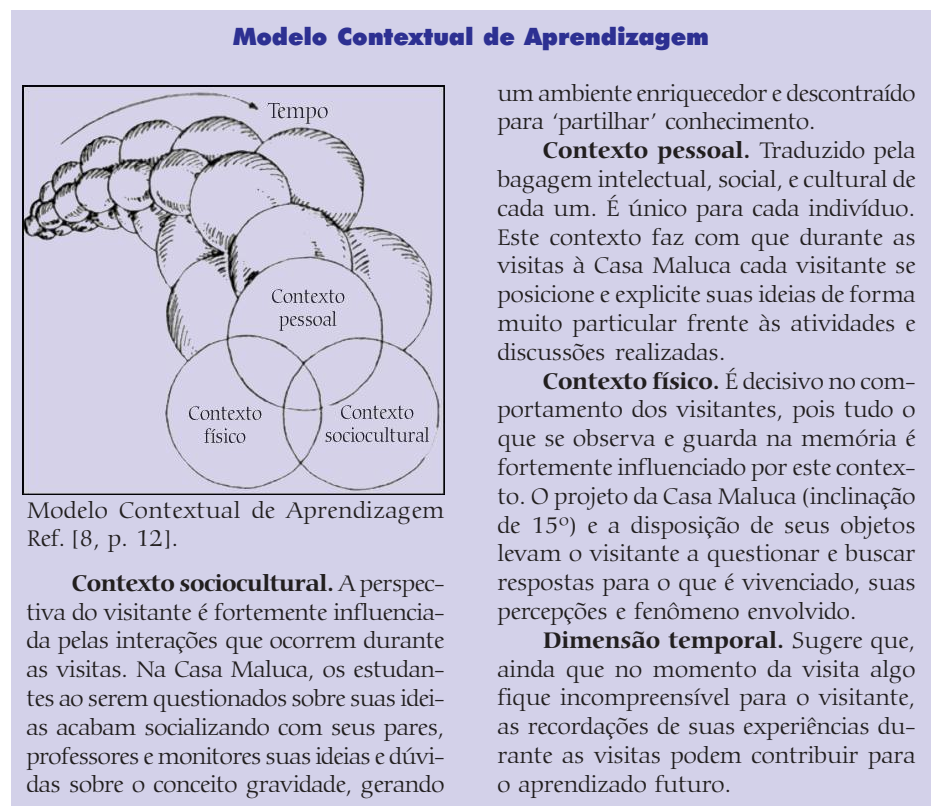 Modelo Contextual de Aprendizagem
Tempo
Contexto
pessoal
Contexto
físico
Contexto
sociocultural
Modelo Contextual de Aprendizagem
Ref. [8, p. 12].
Contexto sociocultural. A perspec-
tiva do visitante é fortemente influencia-
da pelas interações que ocorrem durante
as visitas. Na Casa Maluca, os estudan-
tes ao serem questionados sobre suas idei-
as acabam socializando com seus pares,
professores e monitores suas ideias e dúvi-
das sobre o conceito gravidade, gerando
um ambiente enriquecedor e descontraído
para ‘partilhar’ conhecimento.
Contexto pessoal. Traduzido pela
bagagem intelectual, social, e cultural de
cada um. É único para cada indivíduo.
Este contexto faz com que durante as
visitas à Casa Maluca cada visitante se
posicione e explicite suas ideias de forma
muito particular frente às atividades e
discussões realizadas.
Contexto físico. É decisivo no com-
portamento dos visitantes, pois tudo o
que se observa e guarda na memória é
fortemente influenciado por este contex-
to. O projeto da Casa Maluca (inclinação
de 15º) e a disposição de seus objetos
levam o visitante a questionar e buscar
respostas para o que é vivenciado, suas
percepções e fenômeno envolvido.
Dimensão temporal. Sugere que,
ainda que no momento da visita algo
fique incompreensível para o visitante,
as recordações de suas experiências du-
rante as visitas podem contribuir para
o aprendizado futuro.